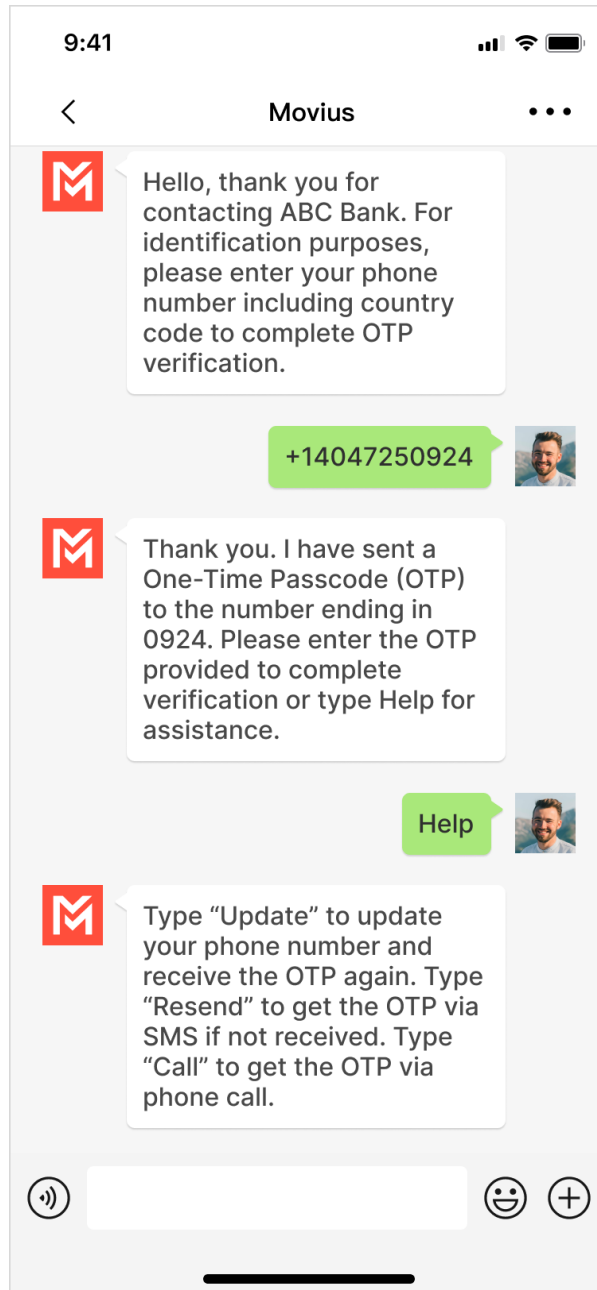 9:41
Movius
Hello, thank you for
contacting ABC Bank. For
identification purposes,
please enter your phone
number including country
code to complete OTP
verification.
+14047250924
Thank you. I have sent a
One-Time Passcode (OTP)
to the number ending in
0924. Please enter the OTP
provided to complete
verification or type Help for
assistance.
Help
Type “Update” to update
your phone number and
receive the OTP again. Type
“Resend” to get the OTP via
SMS if not received. Type
“Call” to get the OTP via
phone call.